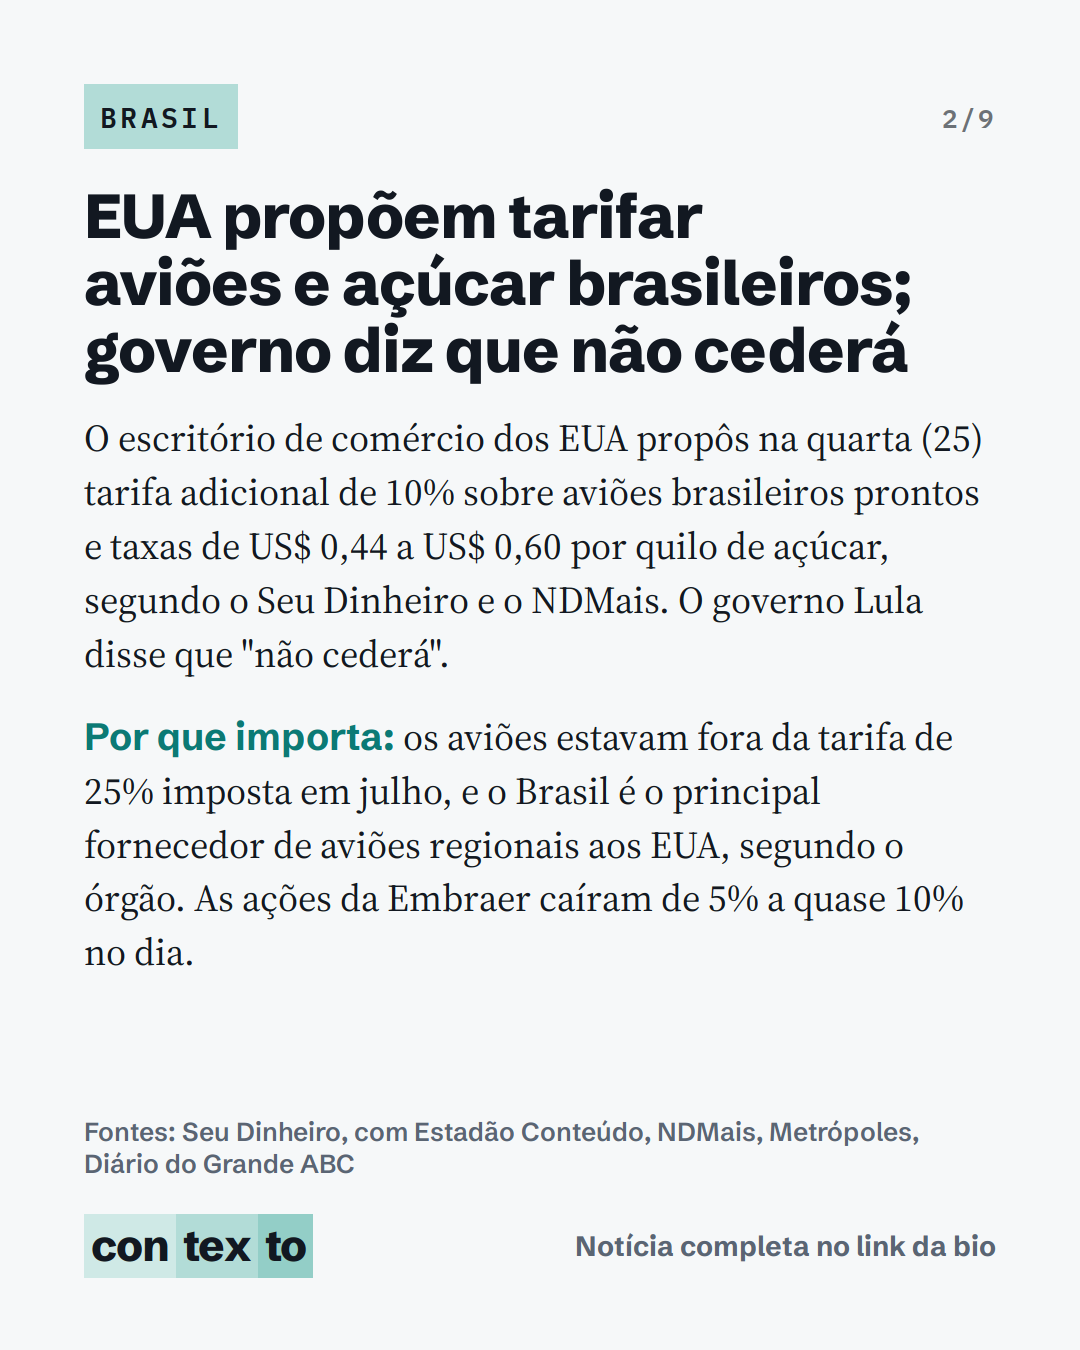 BRASIL
2/9
EUA propõem tarifar
aviões e açúcar brasileiros;
governo diz que não cederá
O escritório de comércio dos EUA propôs na quarta (25)
tarifa adicional de 10% sobre aviões brasileiros prontos
e taxas de US$ 0,44 a US$ 0,60 por quilo de açúcar,
segundo o Seu Dinheiro e o NDMais. O governo Lula
disse que "não cederá".
Por que importa: os aviões estavam fora da tarifa de
25% imposta em julho, e o Brasil é o principal
fornecedor de aviões regionais aos EUA, segundo o
órgão. As ações da Embraer caíram de 5% a quase 10%
no dia.
Fontes: Seu Dinheiro, com Estadão Conteúdo, NDMais, Metrópoles,
Diário do Grande ABC
contexto
Notícia completa no link da bio